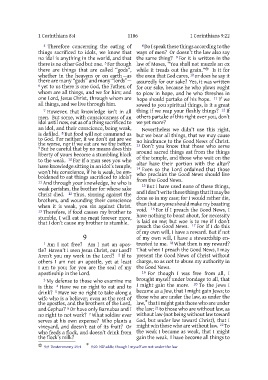 1 Corinthians 8:4
1186
1 Corinthians 9:22
4 Therefore concerning the eating of
things sacrificed to idols, we know that
no idol is anything in the world, and that
there is no other God but one. 5 For though
there are things that are called “gods”,
whether in the heavens or on earth—as
there are many “gods” and many “lords”—
6 yet to us there is one God, the Father, of
whom are all things, and we for him; and
one Lord, Jesus Christ, through whom are
all things, and we live through him.
7 However, that knowledge isn’t in all
men. But some, with consciousness of an
idol until now, eat as of a thing sacrificed to
an idol, and their conscience, being weak,
is defiled. 8 But food will not commend us
to God. For neither, if we don’t eat are we
the worse, nor if we eat are we the better.
9 But be careful that by no means does this
liberty of yours become a stumbling block
to the weak. 10 For if a man sees you who
have knowledge sitting in an idol’s temple,
won’t his conscience, if he is weak, be em-
boldened to eat things sacrificed to idols?
11 And through your knowledge, he who is
weak perishes, the brother for whose sake
Christ died. 12 Thus, sinning against the
brothers, and wounding their conscience
when it is weak, you sin against Christ.
13 Therefore, if food causes my brother to
stumble, I will eat no meat forever more,
that I don’t cause my brother to stumble.
9
1 Am I not free? Am I not an apos-
tle? Haven’t I seen Jesus Christ, our Lord?
Aren’t you my work in the Lord? 2 If to
others I am not an apostle, yet at least
I am to you; for you are the seal of my
apostleship in the Lord.
3 My defense to those who examine me
is this: 4 Have we no right to eat and to
drink? 5 Have we no right to take along a
wife who is a believer, even as the rest of
the apostles, and the brothers of the Lord,
and Cephas? 6 Or have only Barnabas and I
no right to not work? 7 What soldier ever
serves at his own expense? Who plants a
vineyard, and doesn’t eat of its fruit? Or
who feeds a flock, and doesn’t drink from
the flock’s milk?
8 Do I speak these things according to the
ways of men? Or doesn’t the law also say
the same thing? 9 For it is written in the
law of Moses, “You shall not muzzle an ox
while it treads out the grain.” Is it for
the oxen that God cares, 10 or does he say it
assuredly for our sake? Yes, it was written
for our sake, because he who plows ought
to plow in hope, and he who threshes in
hope should partake of his hope. 11 If we
sowed to you spiritual things, is it a great
thing if we reap your fleshly things? 12 If
others partake of this right over you, don’t
we yet more?
Nevertheless we didn’t use this right,
but we bear all things, that we may cause
no hindrance to the Good News of Christ.
13 Don’t you know that those who serve
around sacred things eat from the things
of the temple, and those who wait on the
altar have their portion with the altar?
14 Even so the Lord ordained that those
who proclaim the Good News should live
from the Good News.
15 But I have used none of these things,
and I don’t write these things that it may be
done so in my case; for I would rather die,
than that anyone should make my boasting
void. 16 For if I preach the Good News, I
have nothing to boast about, for necessity
is laid on me; but woe is to me if I don’t
preach the Good News. 17 For if I do this
of my own will, I have a reward. But if not
of my own will, I have a stewardship en-
trusted to me. 18 What then is my reward?
That when I preach the Good News, I may
present the Good News of Christ without
charge, so as not to abuse my authority in
the Good News.
19 For though I was free from all, I
brought myself under bondage to all, that
I might gain the more. 20 To the Jews I
became as a Jew, that I might gain Jews; to
those who are under the law, as under the
law, that I might gain those who are under
the law; 21 to those who are without law, as
without law (not being without law toward
God, but under law toward Christ), that I
might win those who are without law. 22 To
the weak I became as weak, that I might
gain the weak. I have become all things to
9:9 Deuteronomy 25:4
9:20 NU adds: though I myself am not under the law